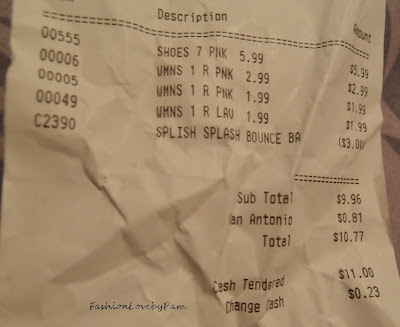 Description Amount
00555 SHOES 7 PNK 5.99 $5.99
00006 WMNS 1 R PNK 2.99 $2.99
00005 WMNS 1 R PNK 1.99 $1.99
00049 WMNS 1 R LAV 1.99 $1.99
C2390 SPLISH SPLASH BOUNCE BA ($3.00)
Sub Total $9.96
San Antonio $0.81
Total $10.77
Cash Tendered $11.00
Change Cash $0.23
FashionLovebyPam